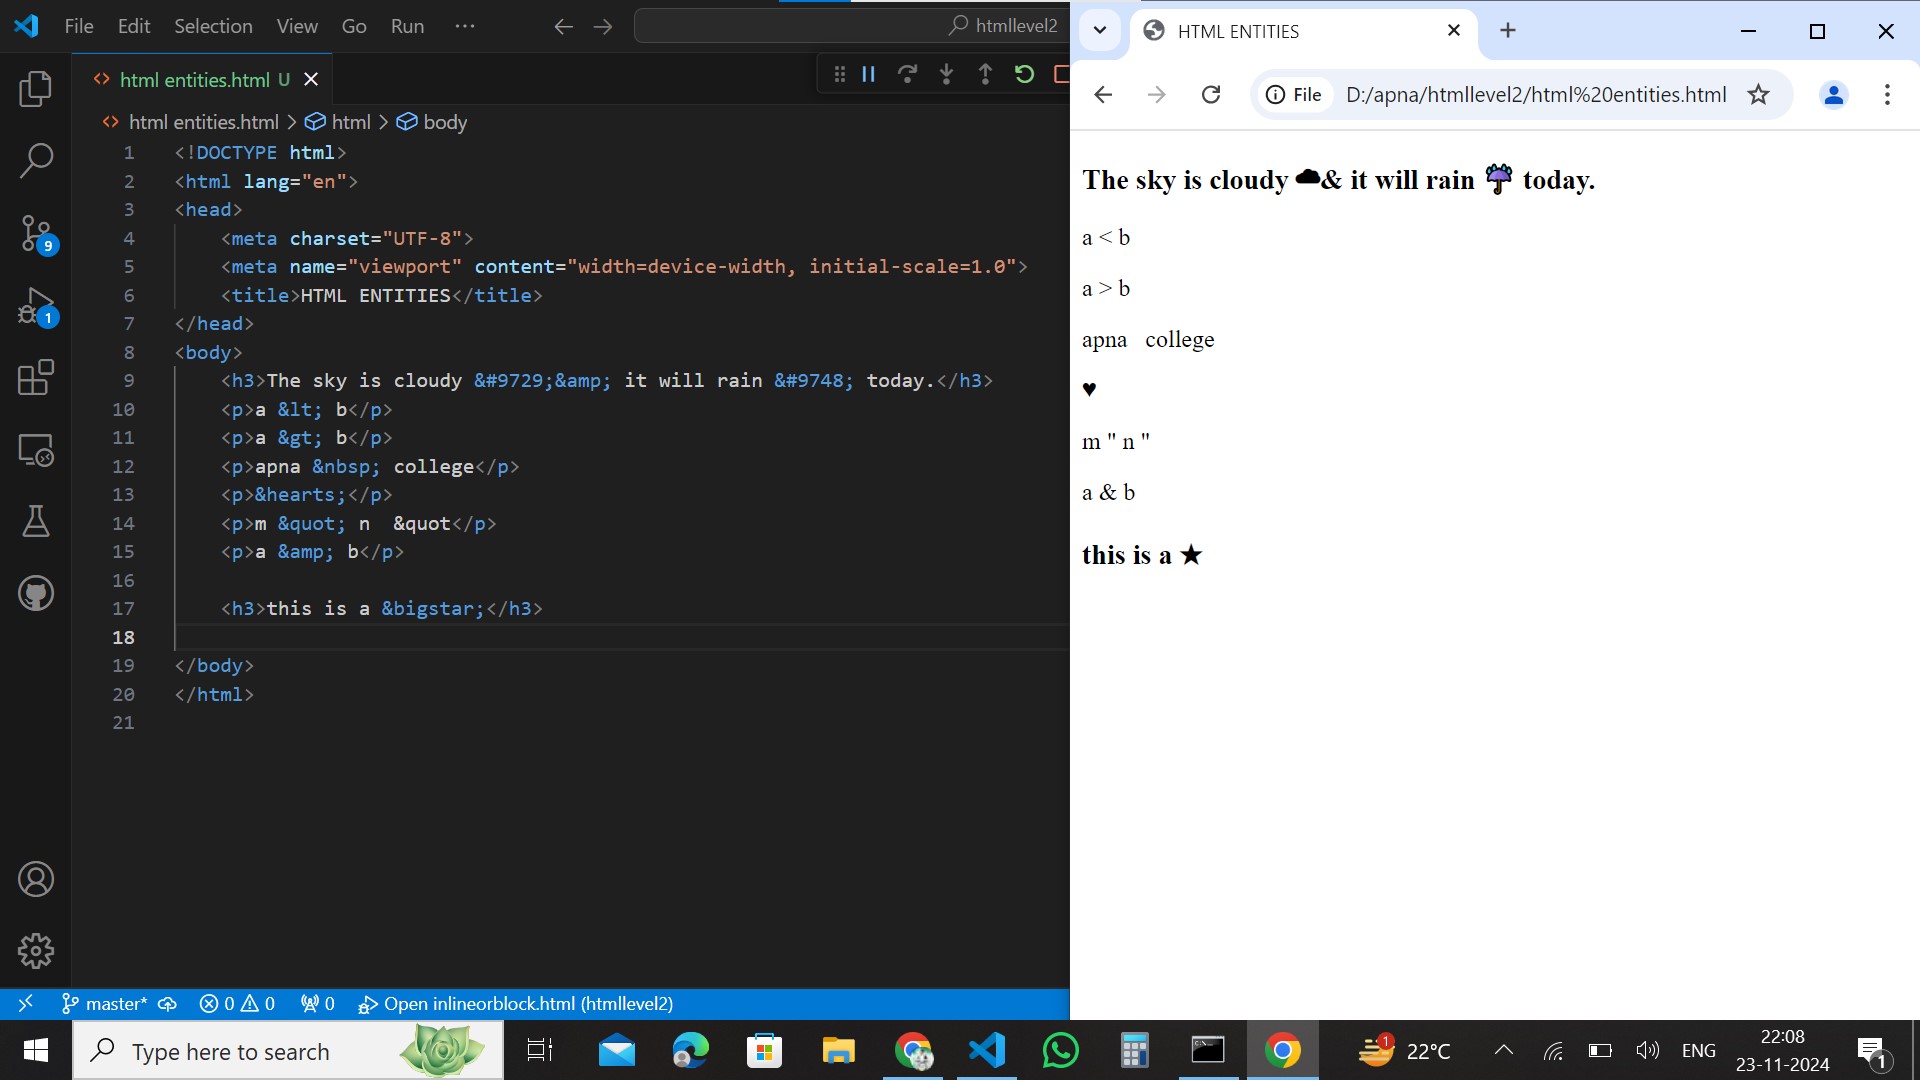 File Edit Selection View Go Run ··· htmllevel2
html entities.html U
html entities.html > html > body
1 <!DOCTYPE html>
2 <html lang="en">
3 <head>
4 <meta charset="UTF-8">
5 <meta name="viewport" content="width=device-width, initial-scale=1.0">
6 <title>HTML ENTITIES</title>
7 </head>
8 <body>
9 <h3>The sky is cloudy &#9729;&amp; it will rain &#9748; today.</h3>
10 <p>a &lt; b</p>
11 <p>a &gt; b</p>
12 <p>apna &nbsp; college</p>
13 <p>&hearts;</p>
14 <p>m &quot; n  &quot</p>
15 <p>a &amp; b</p>
16
17 <h3>this is a &bigstar;</h3>
18
19 </body>
20 </html>
21
9
1
master* 0 0 0 Open inlineorblock.html (htmllevel2)
HTML ENTITIES
File D:/apna/htmllevel2/html%20entities.html
The sky is cloudy ☁& it will rain ☔ today.
a < b
a > b
apna   college
♥
m " n "
a & b
this is a ★
Type here to search
1 22°C ENG 22:08
23-11-2024
1